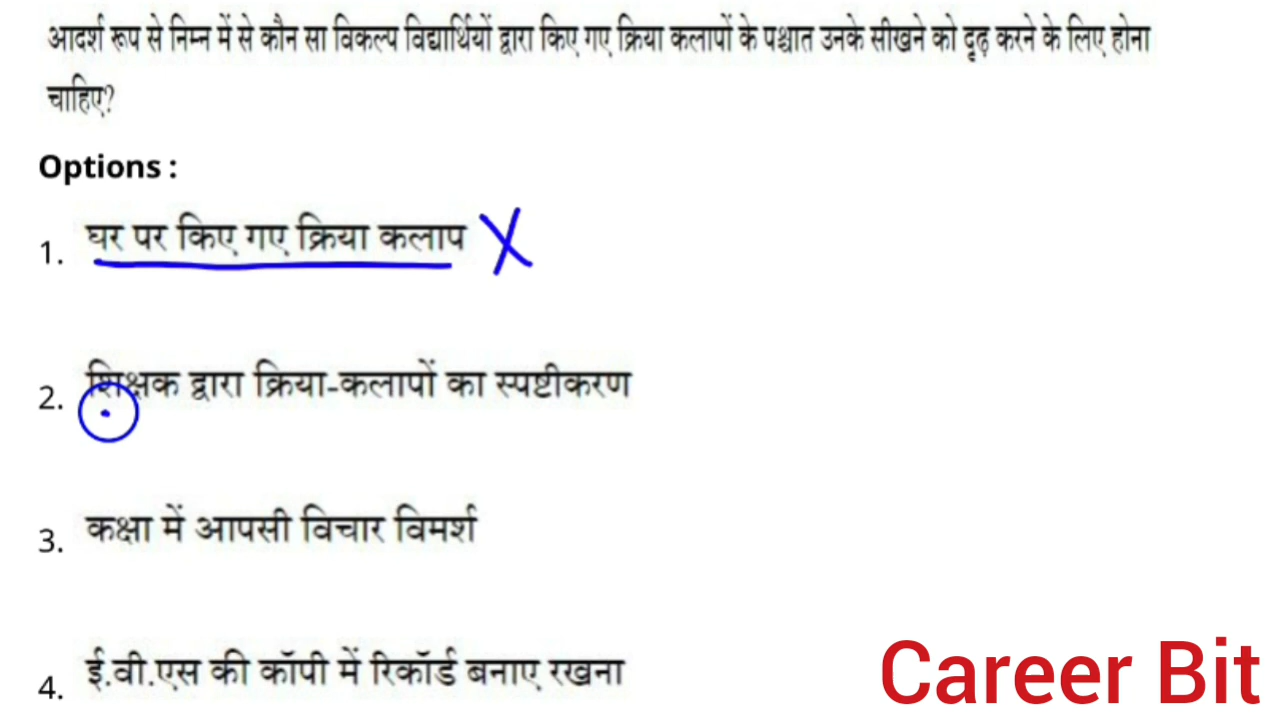 आदर्श रूप से निम्न में से कौन सा विकल्प विद्यार्थियों द्वारा किए गए क्रिया कलापों के पश्चात उनके सीखने को दृढ़ करने के लिए होना
चाहिए?
Options :
1. घर पर किए गए क्रिया कलाप
2. शिक्षक द्वारा क्रिया-कलापों का स्पष्टीकरण
3. कक्षा में आपसी विचार विमर्श
4. ई.वी.एस की कॉपी में रिकॉर्ड बनाए रखना
Career Bit